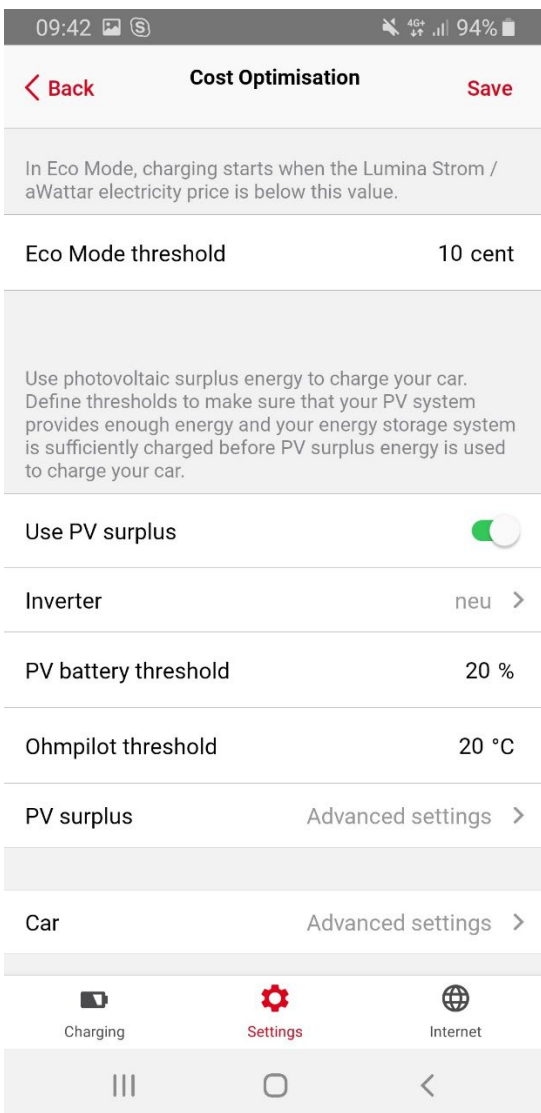 09:42 S 4G+ 94%
Back Cost Optimisation Save
In Eco Mode, charging starts when the Lumina Strom /
aWattar electricity price is below this value.
Eco Mode threshold 10 cent
Use photovoltaic surplus energy to charge your car.
Define thresholds to make sure that your PV system
provides enough energy and your energy storage system
is sufficiently charged before PV surplus energy is used
to charge your car.
Use PV surplus
Inverter neu
PV battery threshold 20 %
Ohmpilot threshold 20 °C
PV surplus Advanced settings
Car Advanced settings
Charging Settings Internet